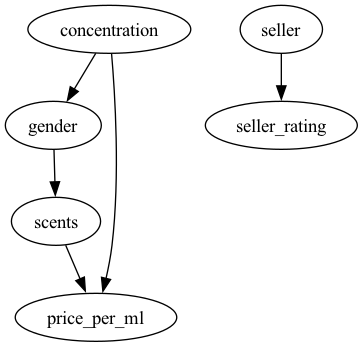 concentration
seller
gender
seller_rating
scents
price_per_ml